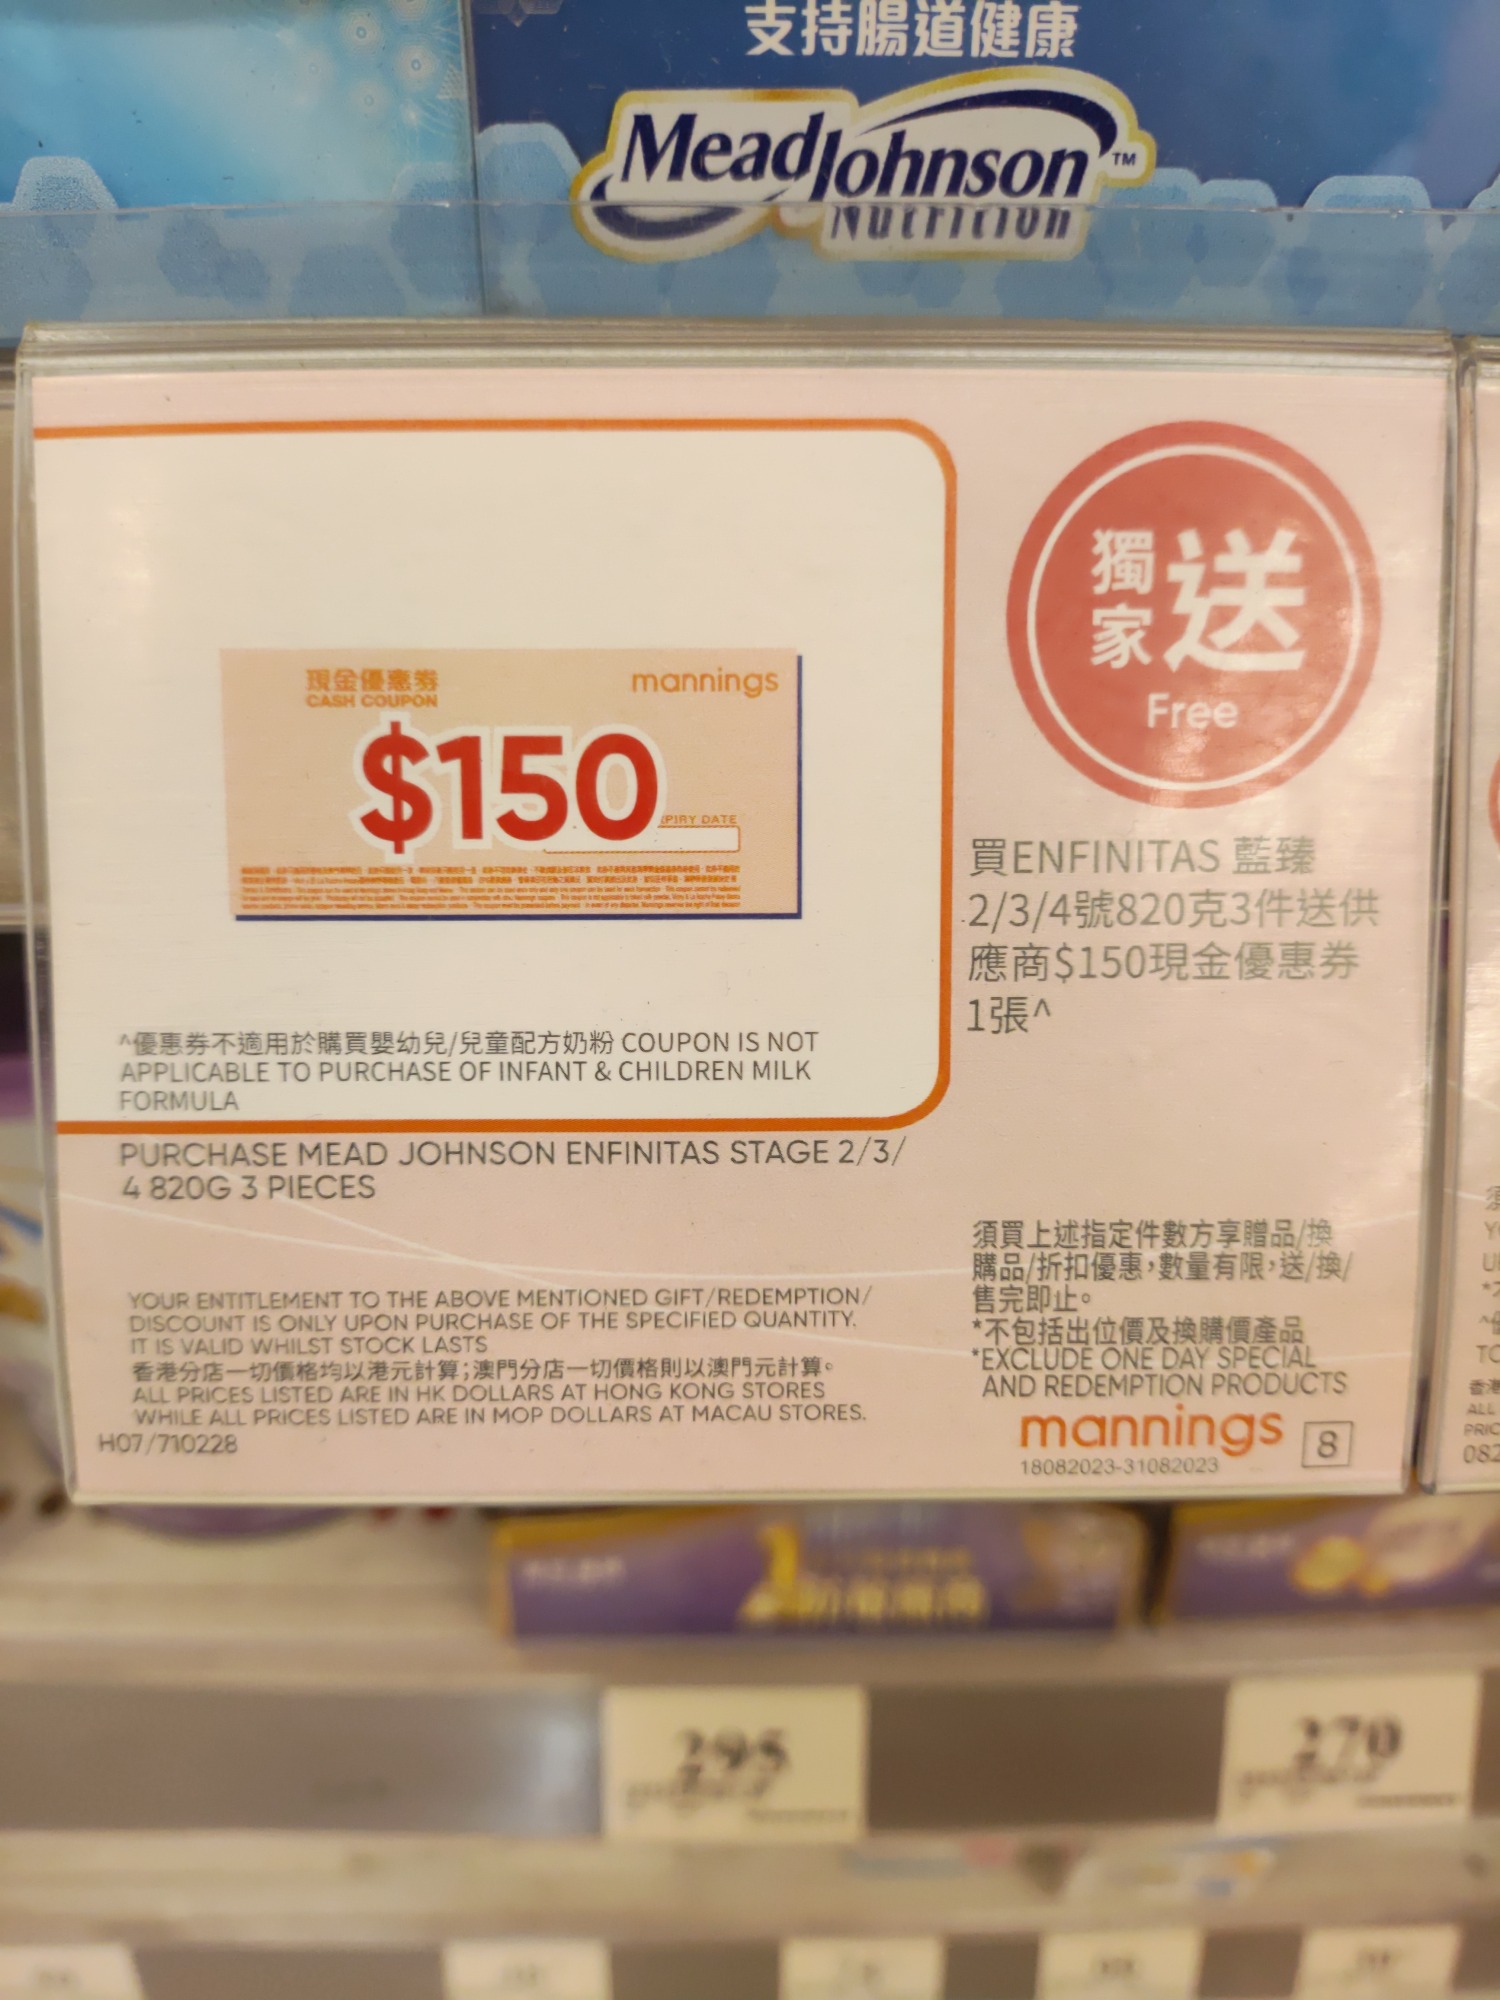 支持腸道健康
MeadJohnson™
Nutrition
現金優惠券
CASH COUPON
mannings
$150
PIRY DATE
獨家送
Free
買ENFINITAS 藍臻
2/3/4號820克3件送供
應商$150現金優惠券
1張^
^優惠券不適用於購買嬰幼兒/兒童配方奶粉 COUPON IS NOT
APPLICABLE TO PURCHASE OF INFANT & CHILDREN MILK
FORMULA
PURCHASE MEAD JOHNSON ENFINITAS STAGE 2/3/
4 820G 3 PIECES
YOUR ENTITLEMENT TO THE ABOVE MENTIONED GIFT/REDEMPTION/
DISCOUNT IS ONLY UPON PURCHASE OF THE SPECIFIED QUANTITY.
IT IS VALID WHILST STOCK LASTS
香港分店一切價格均以港元計算;澳門分店一切價格則以澳門元計算。
ALL PRICES LISTED ARE IN HK DOLLARS AT HONG KONG STORES
WHILE ALL PRICES LISTED ARE IN MOP DOLLARS AT MACAU STORES.
H07/710228
須買上述指定件數方享贈品/換
購品/折扣優惠,數量有限,送/換/
售完即止。
*不包括出位價及換購價產品
*EXCLUDE ONE DAY SPECIAL
AND REDEMPTION PRODUCTS
mannings
8
18082023-31082023
295
270